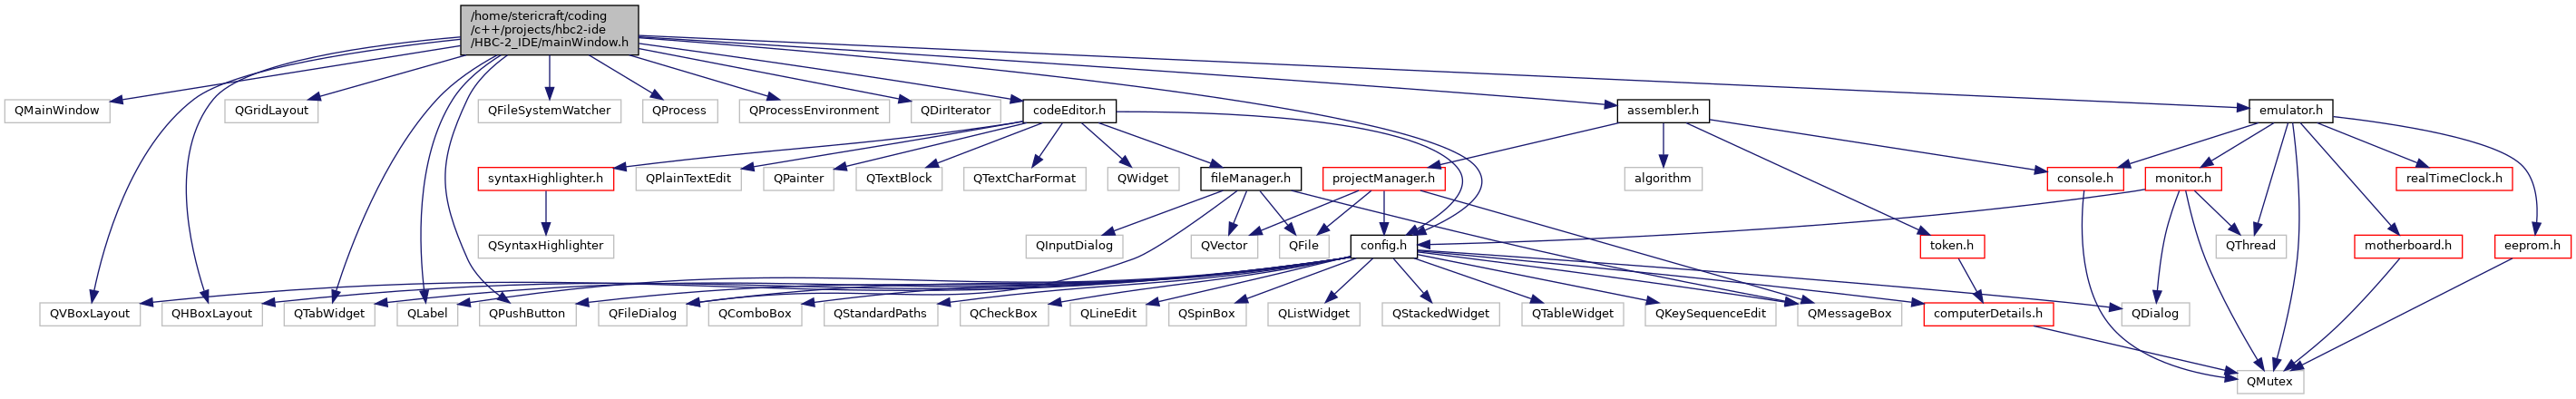 /home/stericraft/coding
/c++/projects/hbc2-ide
/HBC-2_IDE/mainWindow.h
QMainWindow
QGridLayout
QFileSystemWatcher
QProcess
QProcessEnvironment
QDirIterator
codeEditor.h
assembler.h
emulator.h
syntaxHighlighter.h
QPlainTextEdit
QPainter
QTextBlock
QTextCharFormat
QWidget
fileManager.h
projectManager.h
algorithm
console.h
monitor.h
realTimeClock.h
QSyntaxHighlighter
QInputDialog
QVector
QFile
config.h
token.h
QThread
motherboard.h
eeprom.h
QVBoxLayout
QHBoxLayout
QTabWidget
QLabel
QPushButton
QFileDialog
QComboBox
QStandardPaths
QCheckBox
QLineEdit
QSpinBox
QListWidget
QStackedWidget
QTableWidget
QKeySequenceEdit
QMessageBox
computerDetails.h
QDialog
QMutex